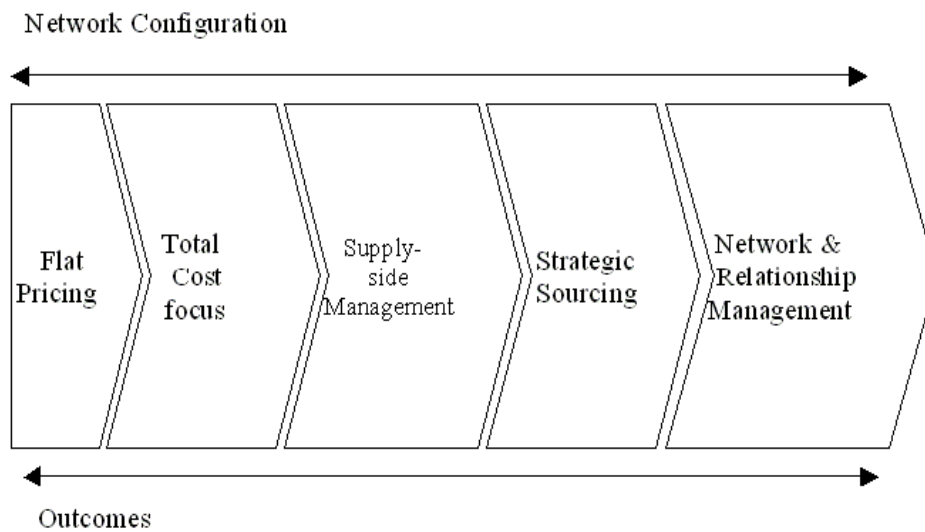 Network Configuration
Flat
Pricing
Total
Cost
focus
Supply-
side
Management
Strategic
Sourcing
Network &
Relationship
Management
Outcomes